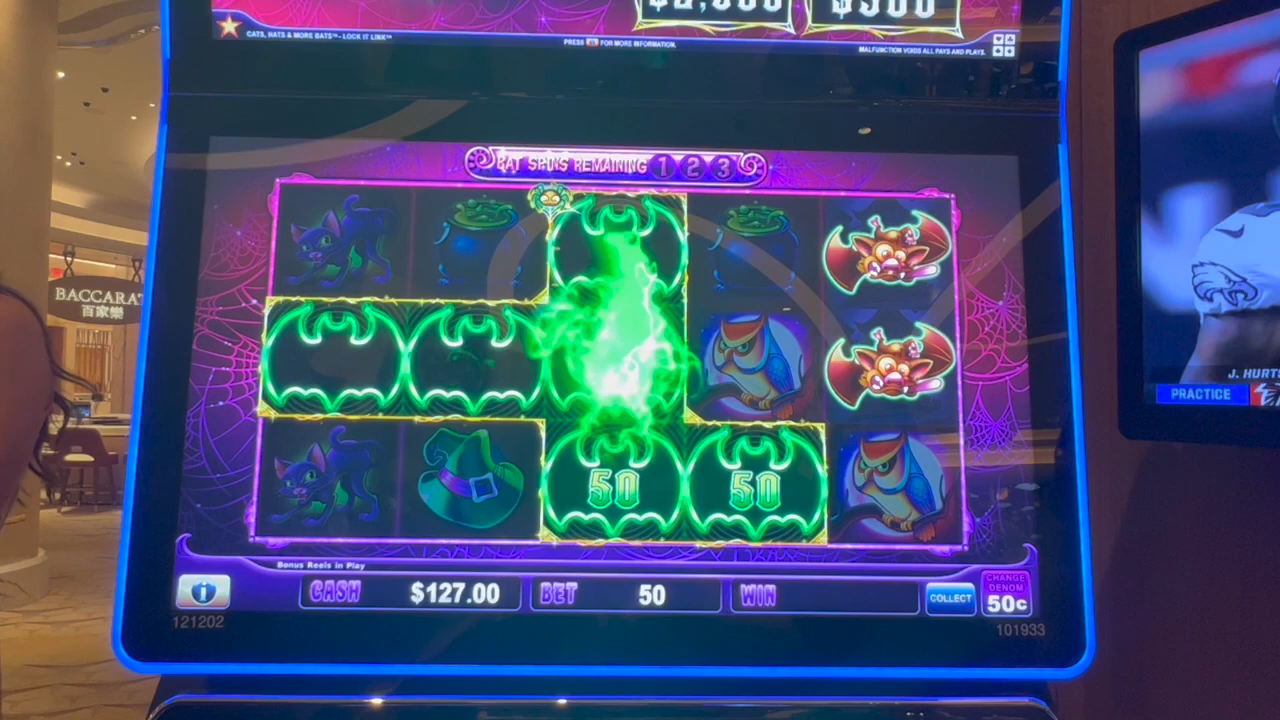 $500
CATS, HATS & MORE BATS™ - LOCK IT LINK™
PRESS FOR MORE INFORMATION.
MALFUNCTION VOIDS ALL PAYS AND PLAYS.
BAT SPINS REMAINING 1 2 3
BACCARAT
百家樂
50
50
J. HURTS
PRACTICE
Bonus Reels in Play
CASH $127.00
BET 50
WIN
COLLECT
CHANGE
DENOM
50¢
121202
101933